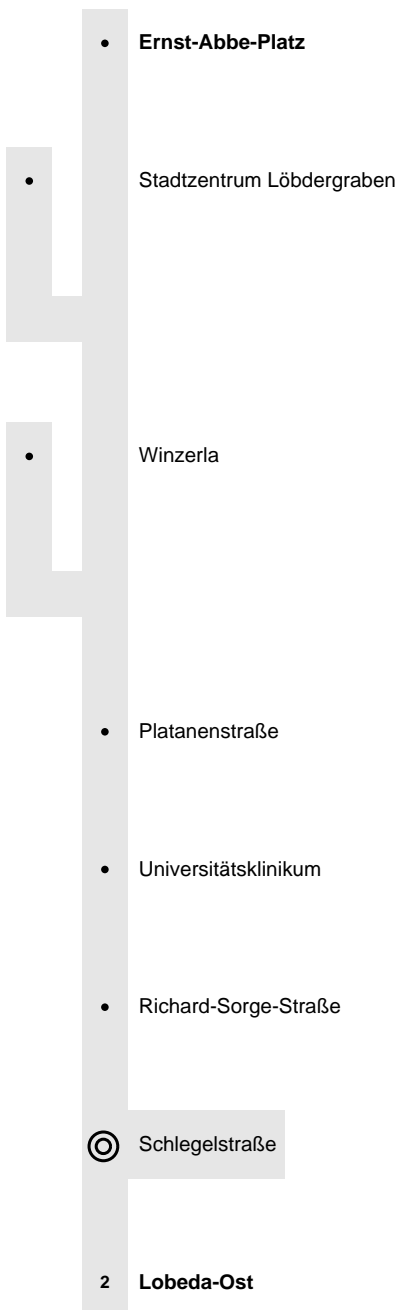 Ernst-Abbe-Platz
Stadtzentrum Löbdergraben
Winzerla
Platanenstraße
Universitätsklinikum
Richard-Sorge-Straße
Schlegelstraße
2 Lobeda-Ost